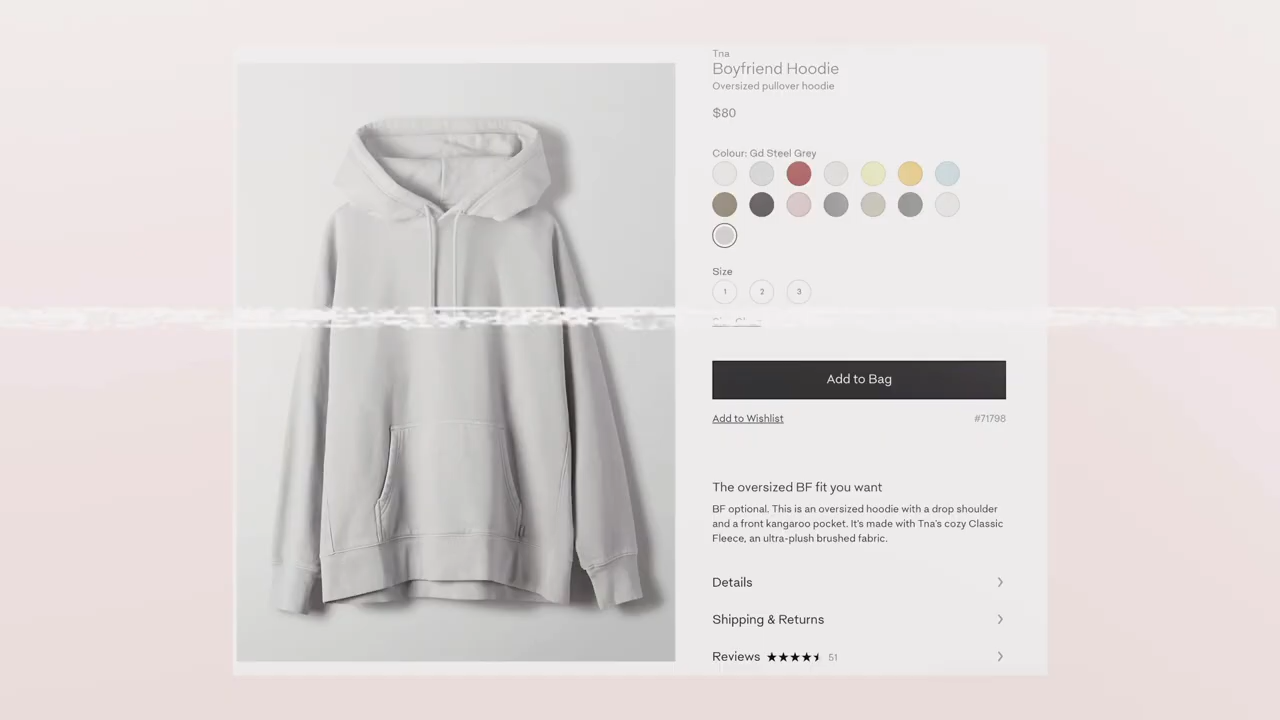 Tna
Boyfriend Hoodie
Oversized pullover hoodie
$80
Colour: Gd Steel Grey
Size
1 2 3
Add to Bag
Add to Wishlist #71798
The oversized BF fit you want
BF optional. This is an oversized hoodie with a drop shoulder
and a front kangaroo pocket. It's made with Tna's cozy Classic
Fleece, an ultra-plush brushed fabric.
Details
Shipping & Returns
Reviews ★★★★⯨ 51